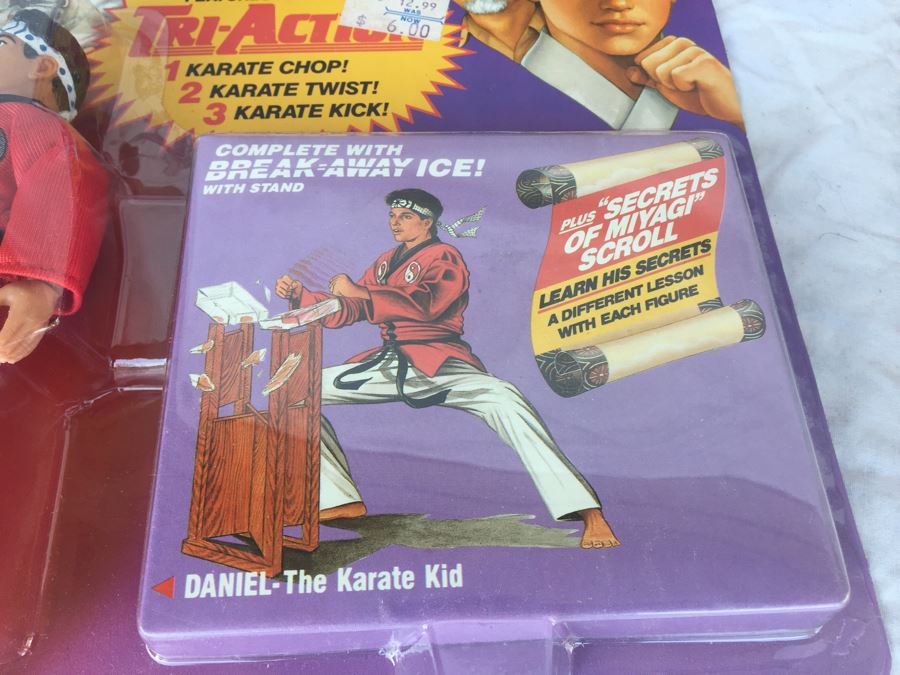 $ 12.99
WAS
NOW
$ 6.00
TRI-ACTION
1 KARATE CHOP!
2 KARATE TWIST!
3 KARATE KICK!
COMPLETE WITH
BREAK-AWAY ICE!
WITH STAND
PLUS "SECRETS
OF MIYAGI"
SCROLL
LEARN HIS SECRETS
A DIFFERENT LESSON
WITH EACH FIGURE
DANIEL-The Karate Kid